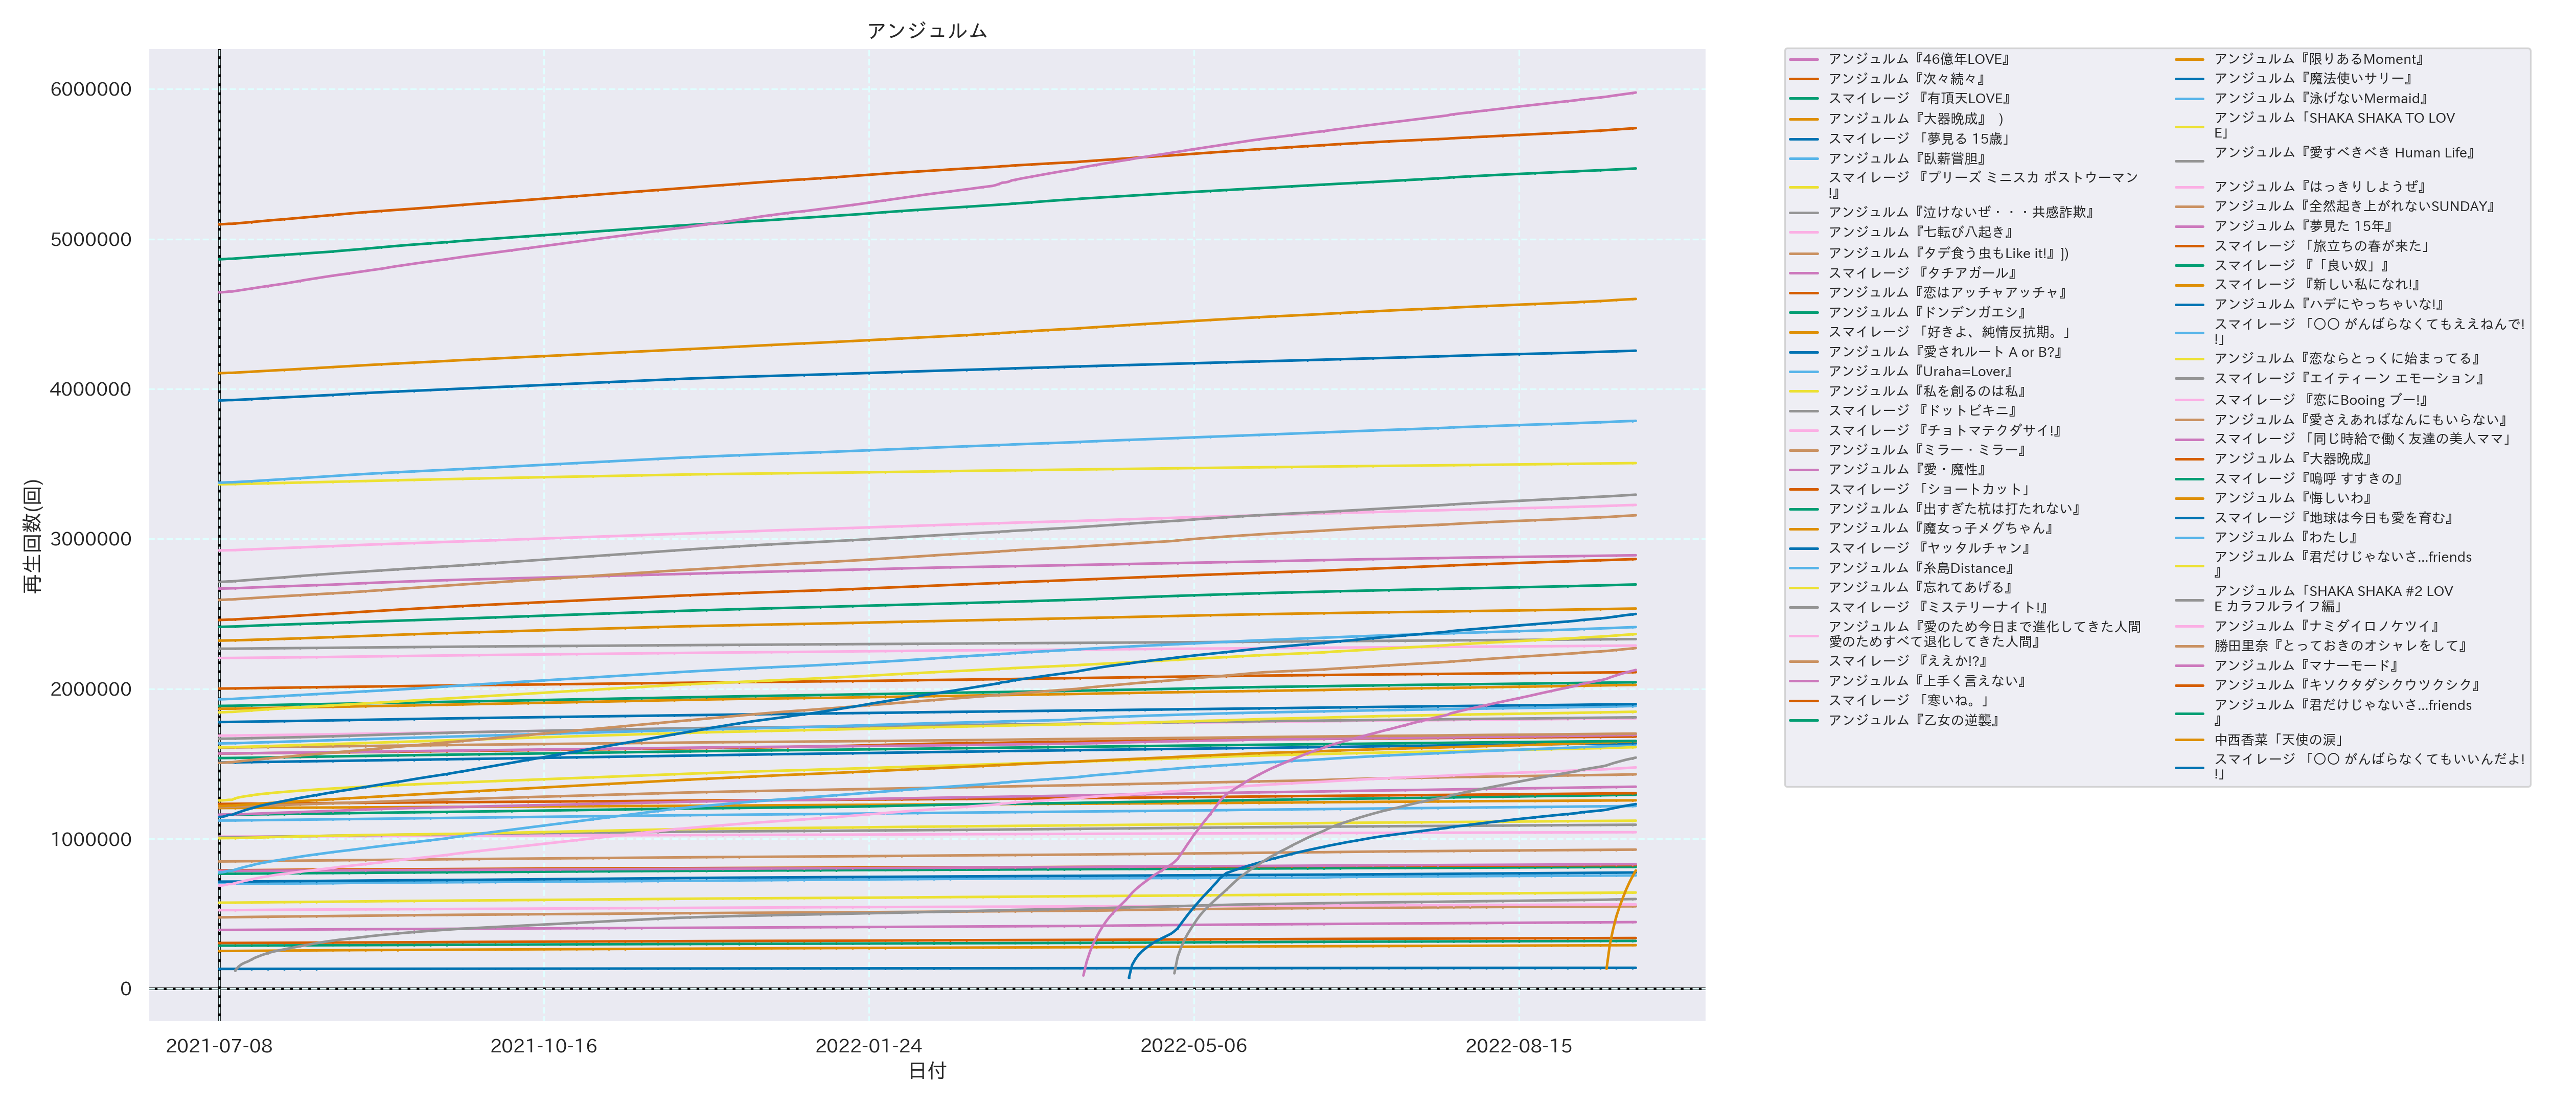 アンジュルム
再生回数(回)
6000000
5000000
4000000
3000000
2000000
1000000
0
2021-07-08
2021-10-16
2022-01-24
2022-05-06
2022-08-15
日付
アンジュルム『46億年LOVE』
アンジュルム『次々続々』
スマイレージ 『有頂天LOVE』
アンジュルム『大器晩成』 )
スマイレージ 「夢見る 15歳」
アンジュルム『臥薪嘗胆』
スマイレージ 『プリーズ ミニスカ ポストウーマン
!』
アンジュルム『泣けないぜ・・・共感詐欺』
アンジュルム『七転び八起き』
アンジュルム『タデ食う虫もLike it!』])
スマイレージ 『タチアガール』
アンジュルム『恋はアッチャアッチャ』
アンジュルム『ドンデンガエシ』
スマイレージ 「好きよ、純情反抗期。」
アンジュルム『愛されルート A or B?』
アンジュルム『Uraha=Lover』
アンジュルム『私を創るのは私』
スマイレージ 『ドットビキニ』
スマイレージ 『チョトマテクダサイ!』
アンジュルム『ミラー・ミラー』
アンジュルム『愛・魔性』
スマイレージ 「ショートカット」
アンジュルム『出すぎた杭は打たれない』
アンジュルム『魔女っ子メグちゃん』
スマイレージ 『ヤッタルチャン』
アンジュルム『糸島Distance』
アンジュルム『忘れてあげる』
スマイレージ 『ミステリーナイト!』
アンジュルム『愛のため今日まで進化してきた人間
愛のためすべて退化してきた人間』
スマイレージ 『ええか!?』
アンジュルム『上手く言えない』
スマイレージ 「寒いね。」
アンジュルム『乙女の逆襲』
アンジュルム『限りあるMoment』
アンジュルム『魔法使いサリー』
アンジュルム『泳げないMermaid』
アンジュルム「SHAKA SHAKA TO LOV
E」
アンジュルム『愛すべきべき Human Life』
アンジュルム『はっきりしようぜ』
アンジュルム『全然起き上がれないSUNDAY』
アンジュルム『夢見た 15年』
スマイレージ 「旅立ちの春が来た」
スマイレージ 『「良い奴」』
スマイレージ 『新しい私になれ!』
アンジュルム『ハデにやっちゃいな!』
スマイレージ 「〇〇 がんばらなくてもええねんで!
!」
アンジュルム『恋ならとっくに始まってる』
スマイレージ『エイティーン エモーション』
スマイレージ 『恋にBooing ブー!』
アンジュルム『愛さえあればなんにもいらない』
スマイレージ 「同じ時給で働く友達の美人ママ」
アンジュルム『大器晩成』
スマイレージ『嗚呼 すすきの』
アンジュルム『悔しいわ』
スマイレージ『地球は今日も愛を育む』
アンジュルム『わたし』
アンジュルム『君だけじゃないさ...friends
』
アンジュルム「SHAKA SHAKA #2 LOV
E カラフルライフ編」
アンジュルム『ナミダイロノケツイ』
勝田里奈『とっておきのオシャレをして』
アンジュルム『マナーモード』
アンジュルム『キソクタダシクウツクシク』
アンジュルム『君だけじゃないさ...friends
』
中西香菜「天使の涙」
スマイレージ 「〇〇 がんばらなくてもいいんだよ!
!」